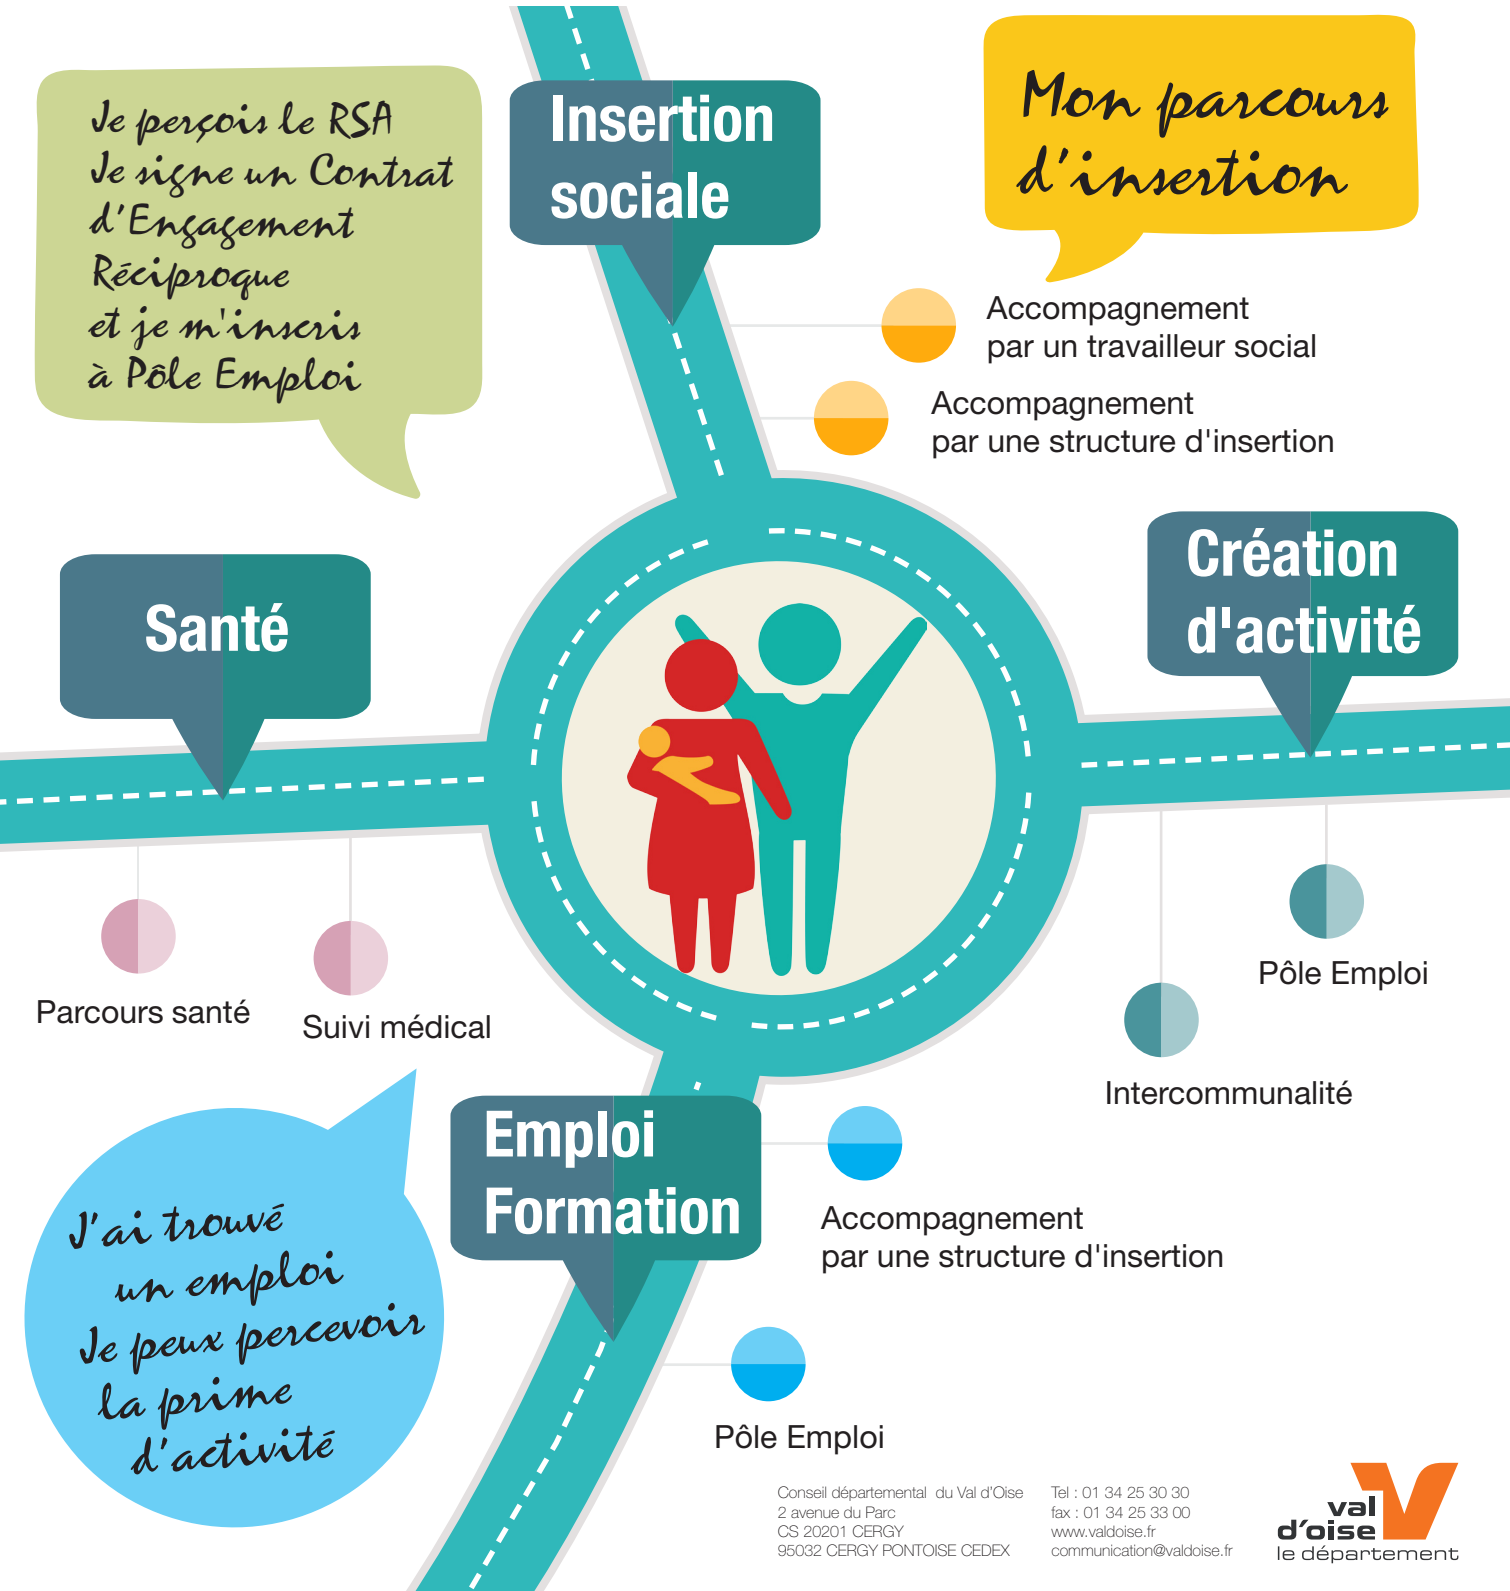 Je perçois le RSA
Je signe un Contrat
d'Engagement
Réciproque
et je m'inscris
à Pôle Emploi
Insertion
sociale
Mon parcours
d'insertion
Accompagnement
par un travailleur social
Accompagnement
par une structure d'insertion
Santé
Création
d'activité
Parcours santé
Suivi médical
Pôle Emploi
Intercommunalité
Emploi
Formation
Accompagnement
par une structure d'insertion
Pôle Emploi
J'ai trouvé
un emploi
Je peux percevoir
la prime
d'activité
Conseil départemental du Val d'Oise
2 avenue du Parc
CS 20201 CERGY
95032 CERGY PONTOISE CEDEX
Tel : 01 34 25 30 30
fax : 01 34 25 33 00
www.valdoise.fr
communication@valdoise.fr
val
d'oise
le département